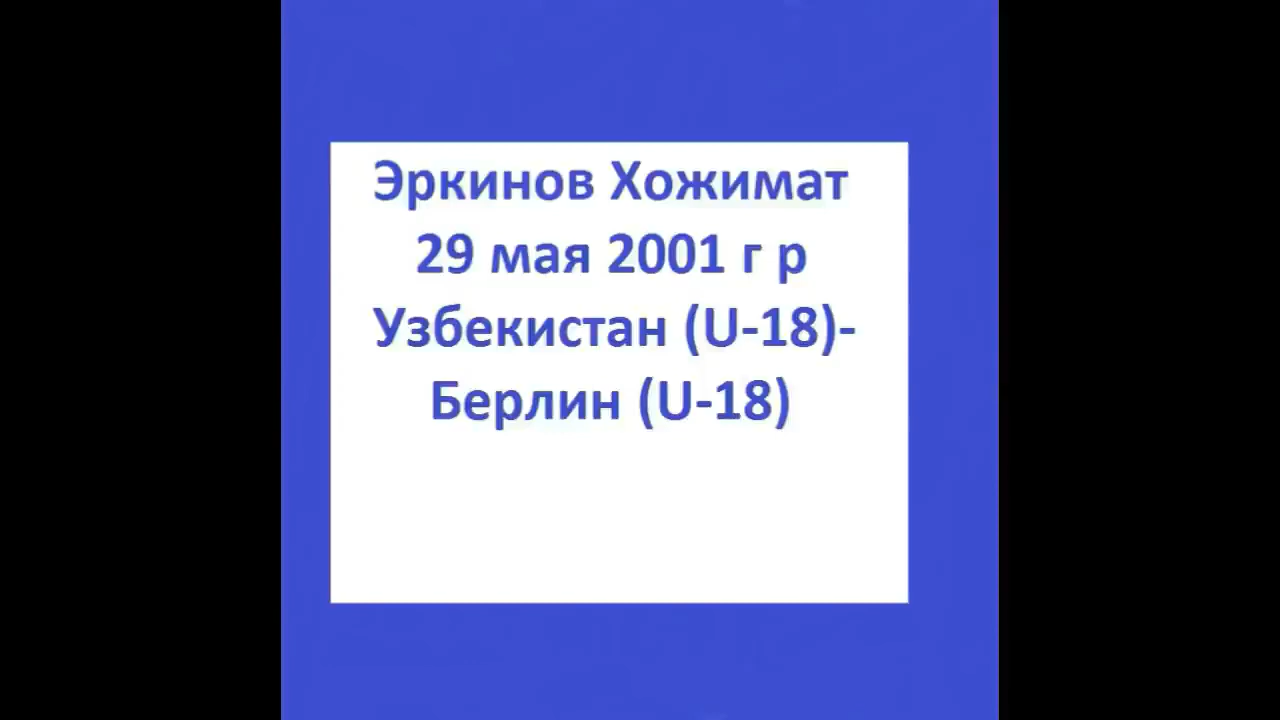 Эркинов Хожимат
29 мая 2001 г р
Узбекистан (U-18)-
Берлин (U-18)